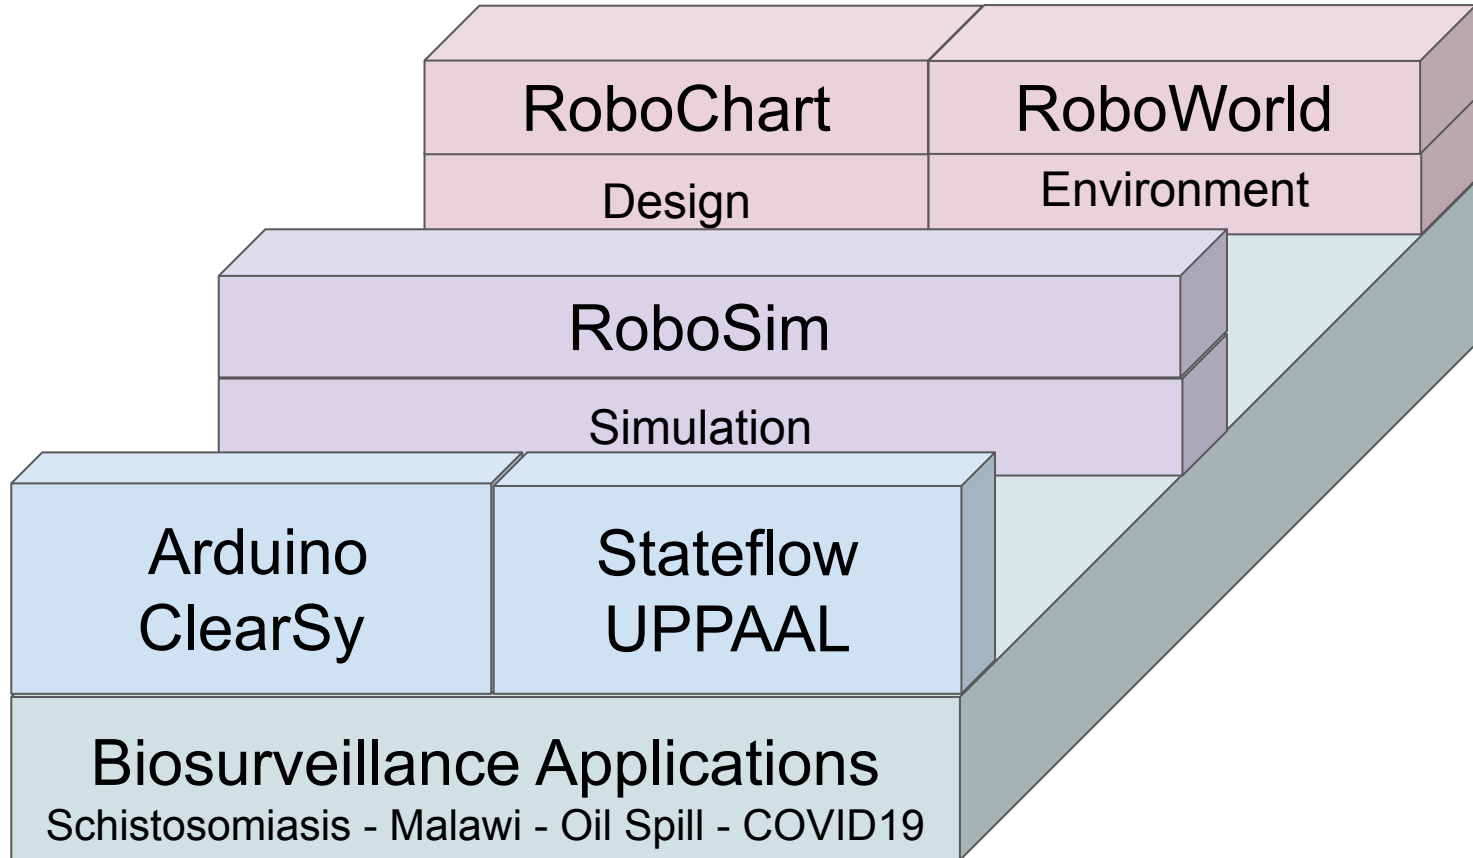 RoboChart
RoboWorld
Design
Environment
RoboSim
Simulation
Arduino
ClearSy
Stateflow
UPPAAL
Biosurveillance Applications
Schistosomiasis - Malawi - Oil Spill - COVID19